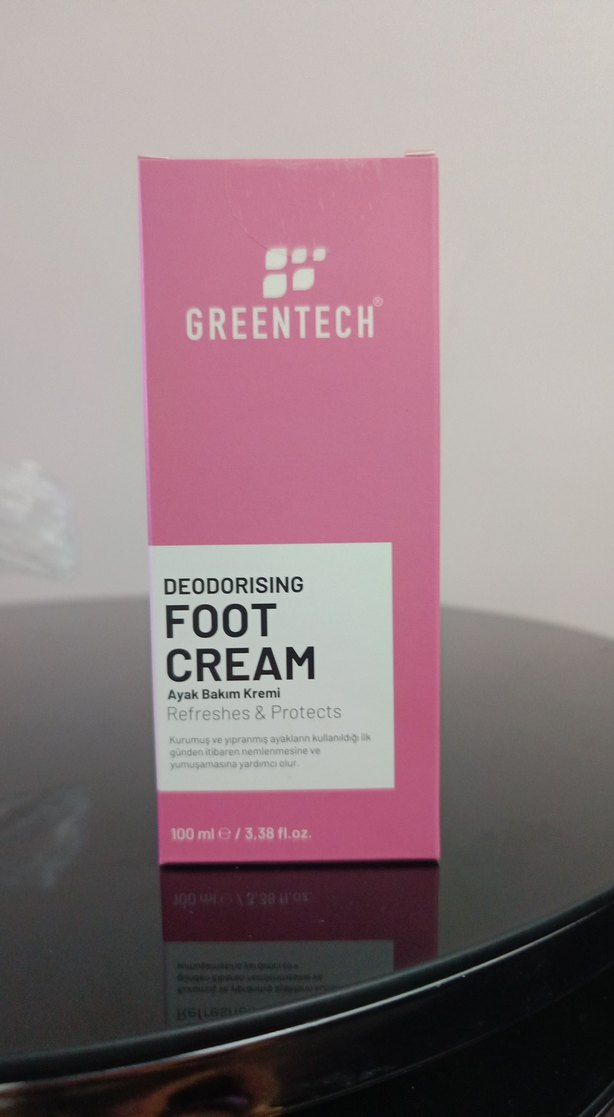 GREENTECH®
DEODORISING
FOOT
CREAM
Ayak Bakım Kremi
Refreshes & Protects
Kurumuş ve yıpranmış ayakların kullanıldığı ilk
günden itibaren nemlenmesine ve
yumuşamasına yardımcı olur.
100 ml ℮ / 3,38 fl.oz.